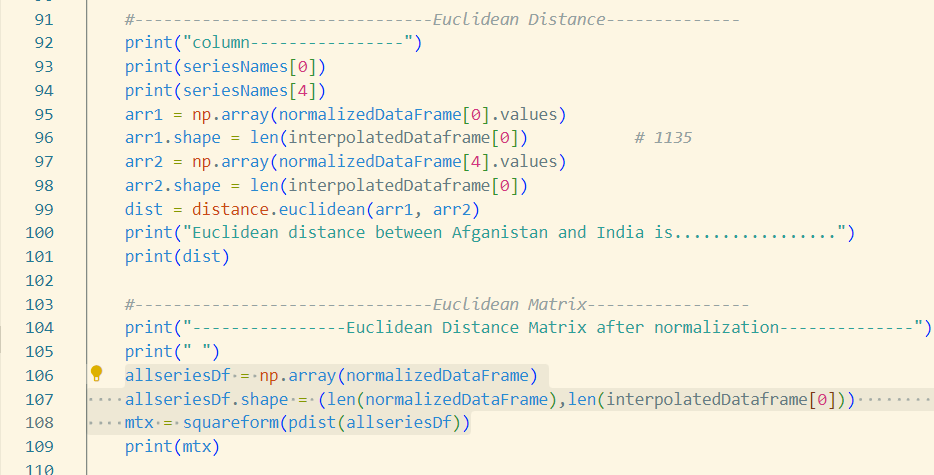 91 #-------------------------------Euclidean Distance--------------
92 print("column----------------")
93 print(seriesNames[0])
94 print(seriesNames[4])
95 arr1 = np.array(normalizedDataFrame[0].values)
96 arr1.shape = len(interpolatedDataframe[0]) # 1135
97 arr2 = np.array(normalizedDataFrame[4].values)
98 arr2.shape = len(interpolatedDataframe[0])
99 dist = distance.euclidean(arr1, arr2)
100 print("Euclidean distance between Afganistan and India is.................")
101 print(dist)
102
103 #-------------------------------Euclidean Matrix-----------------
104 print("----------------Euclidean Distance Matrix after normalization--------------")
105 print(" ")
106 allseriesDf = np.array(normalizedDataFrame)
107 allseriesDf.shape = (len(normalizedDataFrame),len(interpolatedDataframe[0]))
108 mtx = squareform(pdist(allseriesDf))
109 print(mtx)
110